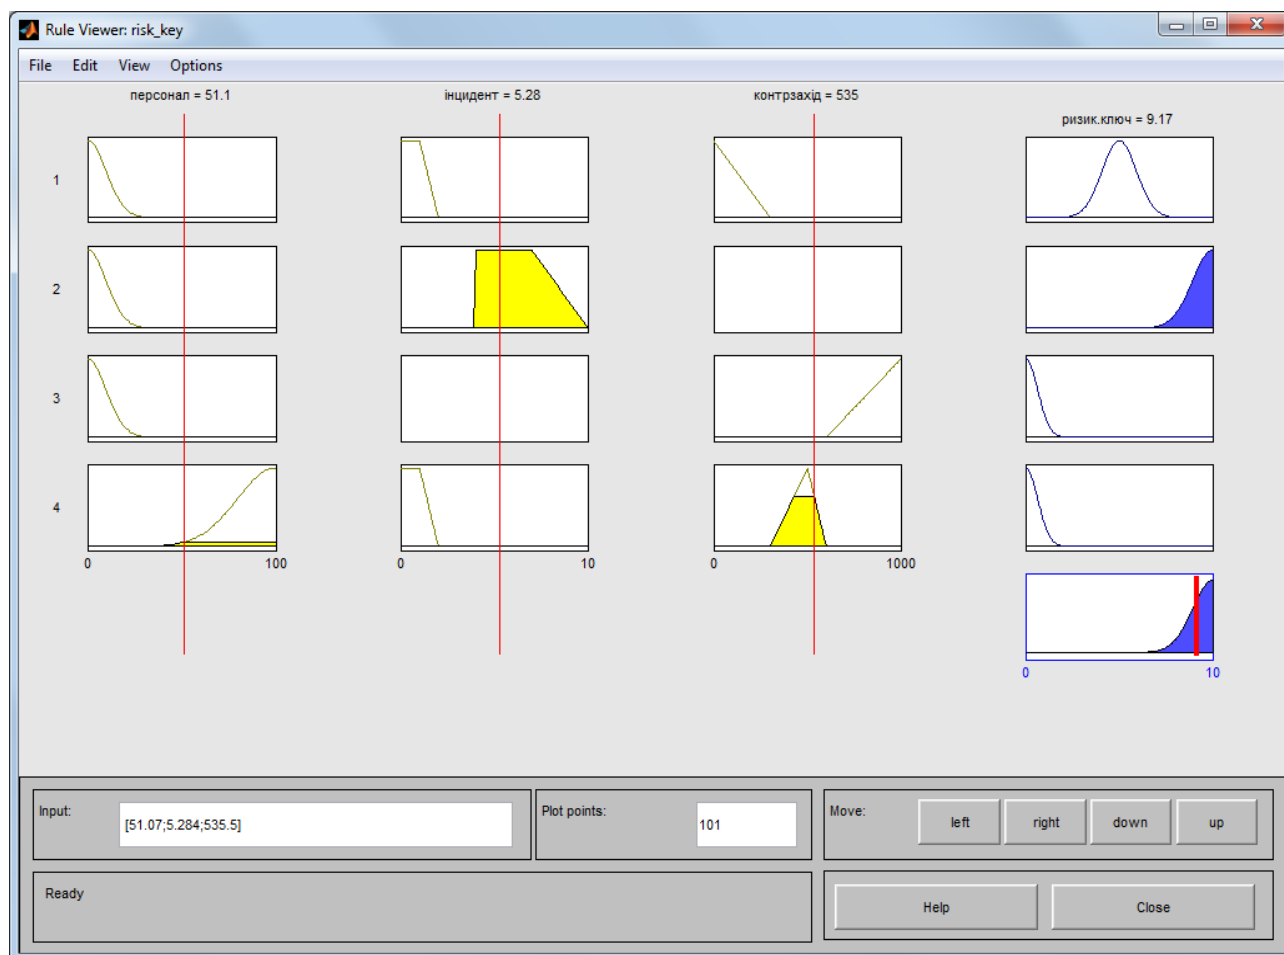 Rule Viewer: risk_key
File Edit View Options
персонал = 51.1 інцидент = 5.28 контрзахід = 535
ризик.ключ = 9.17
1
2
3
4
0 100 0 10 0 1000
0 10
Input: [51.07;5.284;535.5] Plot points: 101 Move: left right down up
Ready Help Close